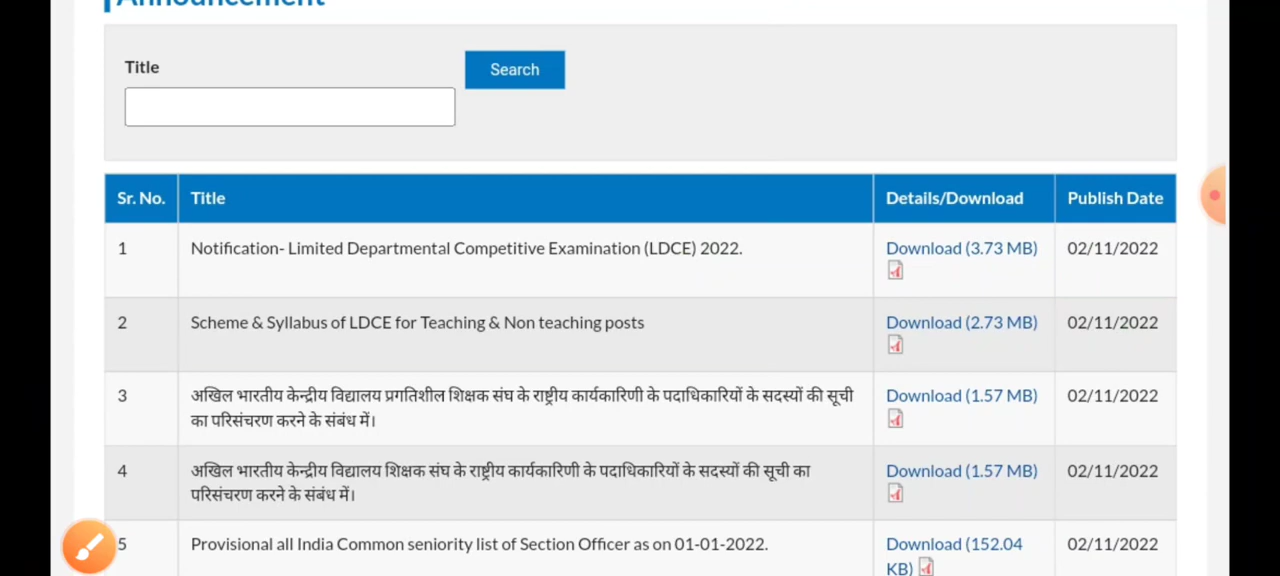 Announcement
Title
Search
Sr. No. Title Details/Download Publish Date
1 Notification- Limited Departmental Competitive Examination (LDCE) 2022. Download (3.73 MB) 02/11/2022
2 Scheme & Syllabus of LDCE for Teaching & Non teaching posts Download (2.73 MB) 02/11/2022
3 अखिल भारतीय केन्द्रीय विद्यालय प्रगतिशील शिक्षक संघ के राष्ट्रीय कार्यकारिणी के पदाधिकारियों के सदस्यों की सूची Download (1.57 MB) 02/11/2022
का परिसंचरण करने के संबंध में।
4 अखिल भारतीय केन्द्रीय विद्यालय शिक्षक संघ के राष्ट्रीय कार्यकारिणी के पदाधिकारियों के सदस्यों की सूची का Download (1.57 MB) 02/11/2022
परिसंचरण करने के संबंध में।
5 Provisional all India Common seniority list of Section Officer as on 01-01-2022. Download (152.04 02/11/2022
KB)